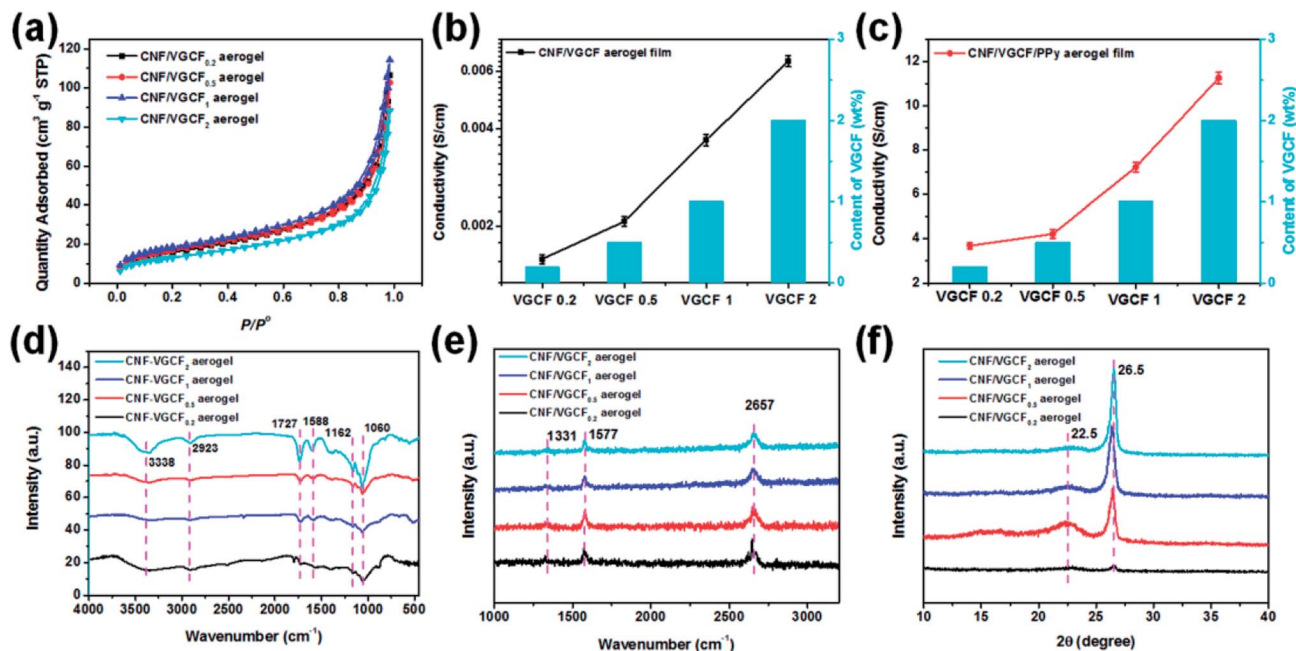 (a)
120
100
80
60
40
20
0
Quantity Adsorbed (cm³ g⁻¹ STP)
CNF/VGCF₀.₂ aerogel
CNF/VGCF₀.₅ aerogel
CNF/VGCF₁ aerogel
CNF/VGCF₂ aerogel
0.0 0.2 0.4 0.6 0.8 1.0
P/P⁰
(b)
CNF/VGCF aerogel film
0.006
0.004
0.002
Conductivity (S/cm)
3
2
1
0
Content of VGCF (wt%)
VGCF 0.2 VGCF 0.5 VGCF 1 VGCF 2
(c)
CNF/VGCF/PPy aerogel film
12
10
8
6
4
2
Conductivity (S/cm)
3
2
1
0
Content of VGCF (wt%)
VGCF 0.2 VGCF 0.5 VGCF 1 VGCF 2
(d)
CNF-VGCF₂ aerogel
CNF-VGCF₁ aerogel
CNF-VGCF₀.₅ aerogel
CNF-VGCF₀.₂ aerogel
140
120
100
80
60
40
20
0
Intensity (a.u.)
3338
2923
1727
1588
1162
1060
4000 3500 3000 2500 2000 1500 1000 500
Wavenumber (cm⁻¹)
(e)
CNF/VGCF₂ aerogel
CNF/VGCF₁ aerogel
CNF/VGCF₀.₅ aerogel
CNF/VGCF₀.₂ aerogel
Intensity (a.u.)
1331
1577
2657
1000 1500 2000 2500 3000
Wavenumber (cm⁻¹)
(f)
CNF/VGCF₂ aerogel
CNF/VGCF₁ aerogel
CNF/VGCF₀.₅ aerogel
CNF/VGCF₀.₂ aerogel
Intensity (a.u.)
26.5
22.5
10 15 20 25 30 35 40
2θ (degree)